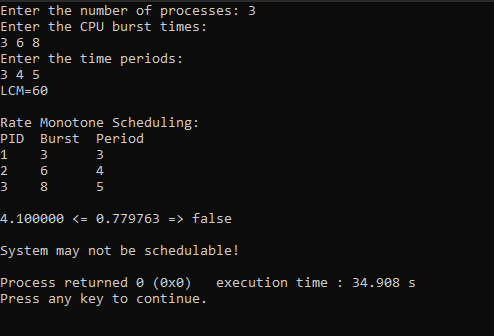 Enter the number of processes: 3
Enter the CPU burst times:
3 6 8
Enter the time periods:
3 4 5
LCM=60
Rate Monotone Scheduling:
PID  Burst  Period
1    3      3
2    6      4
3    8      5
4.100000 <= 0.779763 => false
System may not be schedulable!
Process returned 0 (0x0)   execution time : 34.908 s
Press any key to continue.